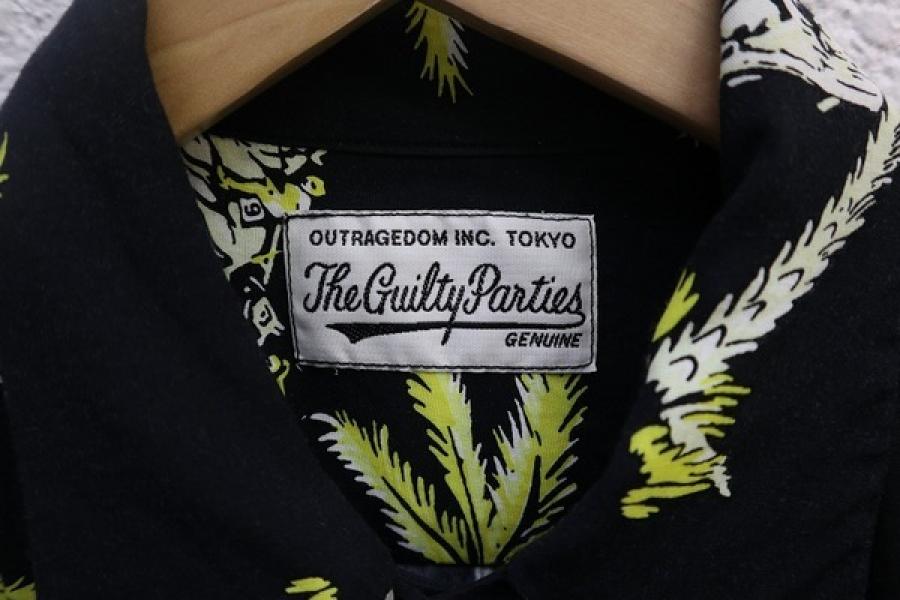 OUTRAGEDOM INC. TOKYO
The Guilty Parties
GENUINE